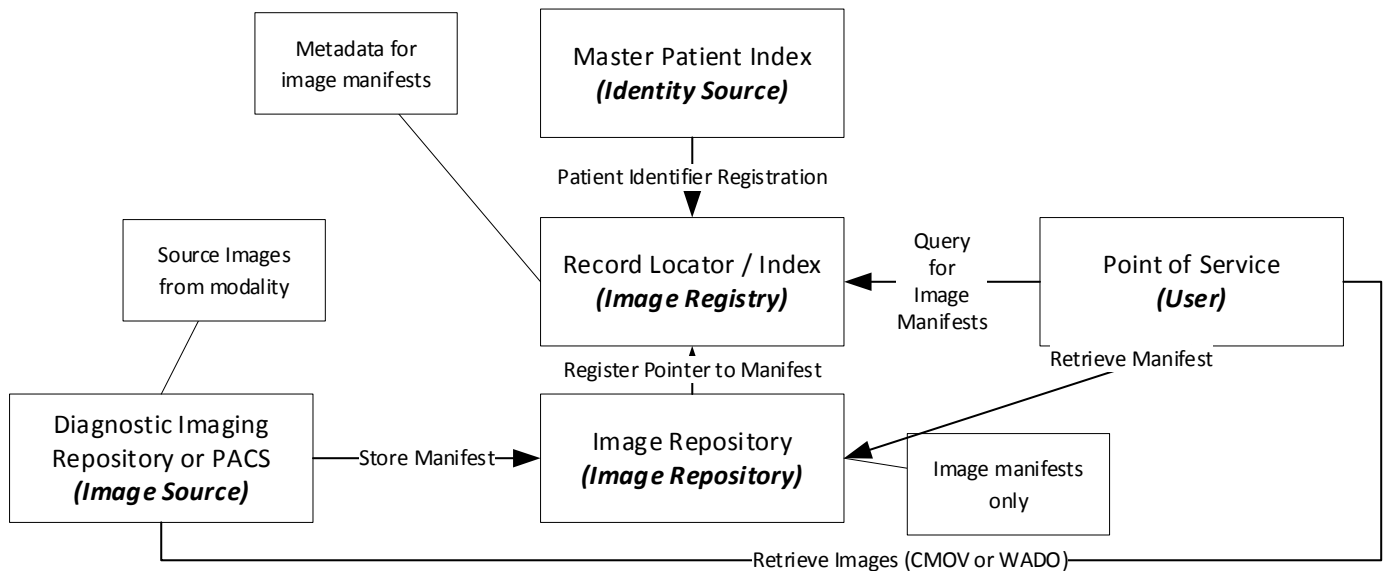 Metadata for
image manifests
Master Patient Index
(Identity Source)
Patient Identifier Registration
Source Images
from modality
Record Locator / Index
(Image Registry)
Query
for
Image
Manifests
Point of Service
(User)
Retrieve Manifest
Register Pointer to Manifest
Diagnostic Imaging
Repository or PACS
(Image Source)
Store Manifest
Image Repository
(Image Repository)
Image manifests
only
Retrieve Images (CMOV or WADO)